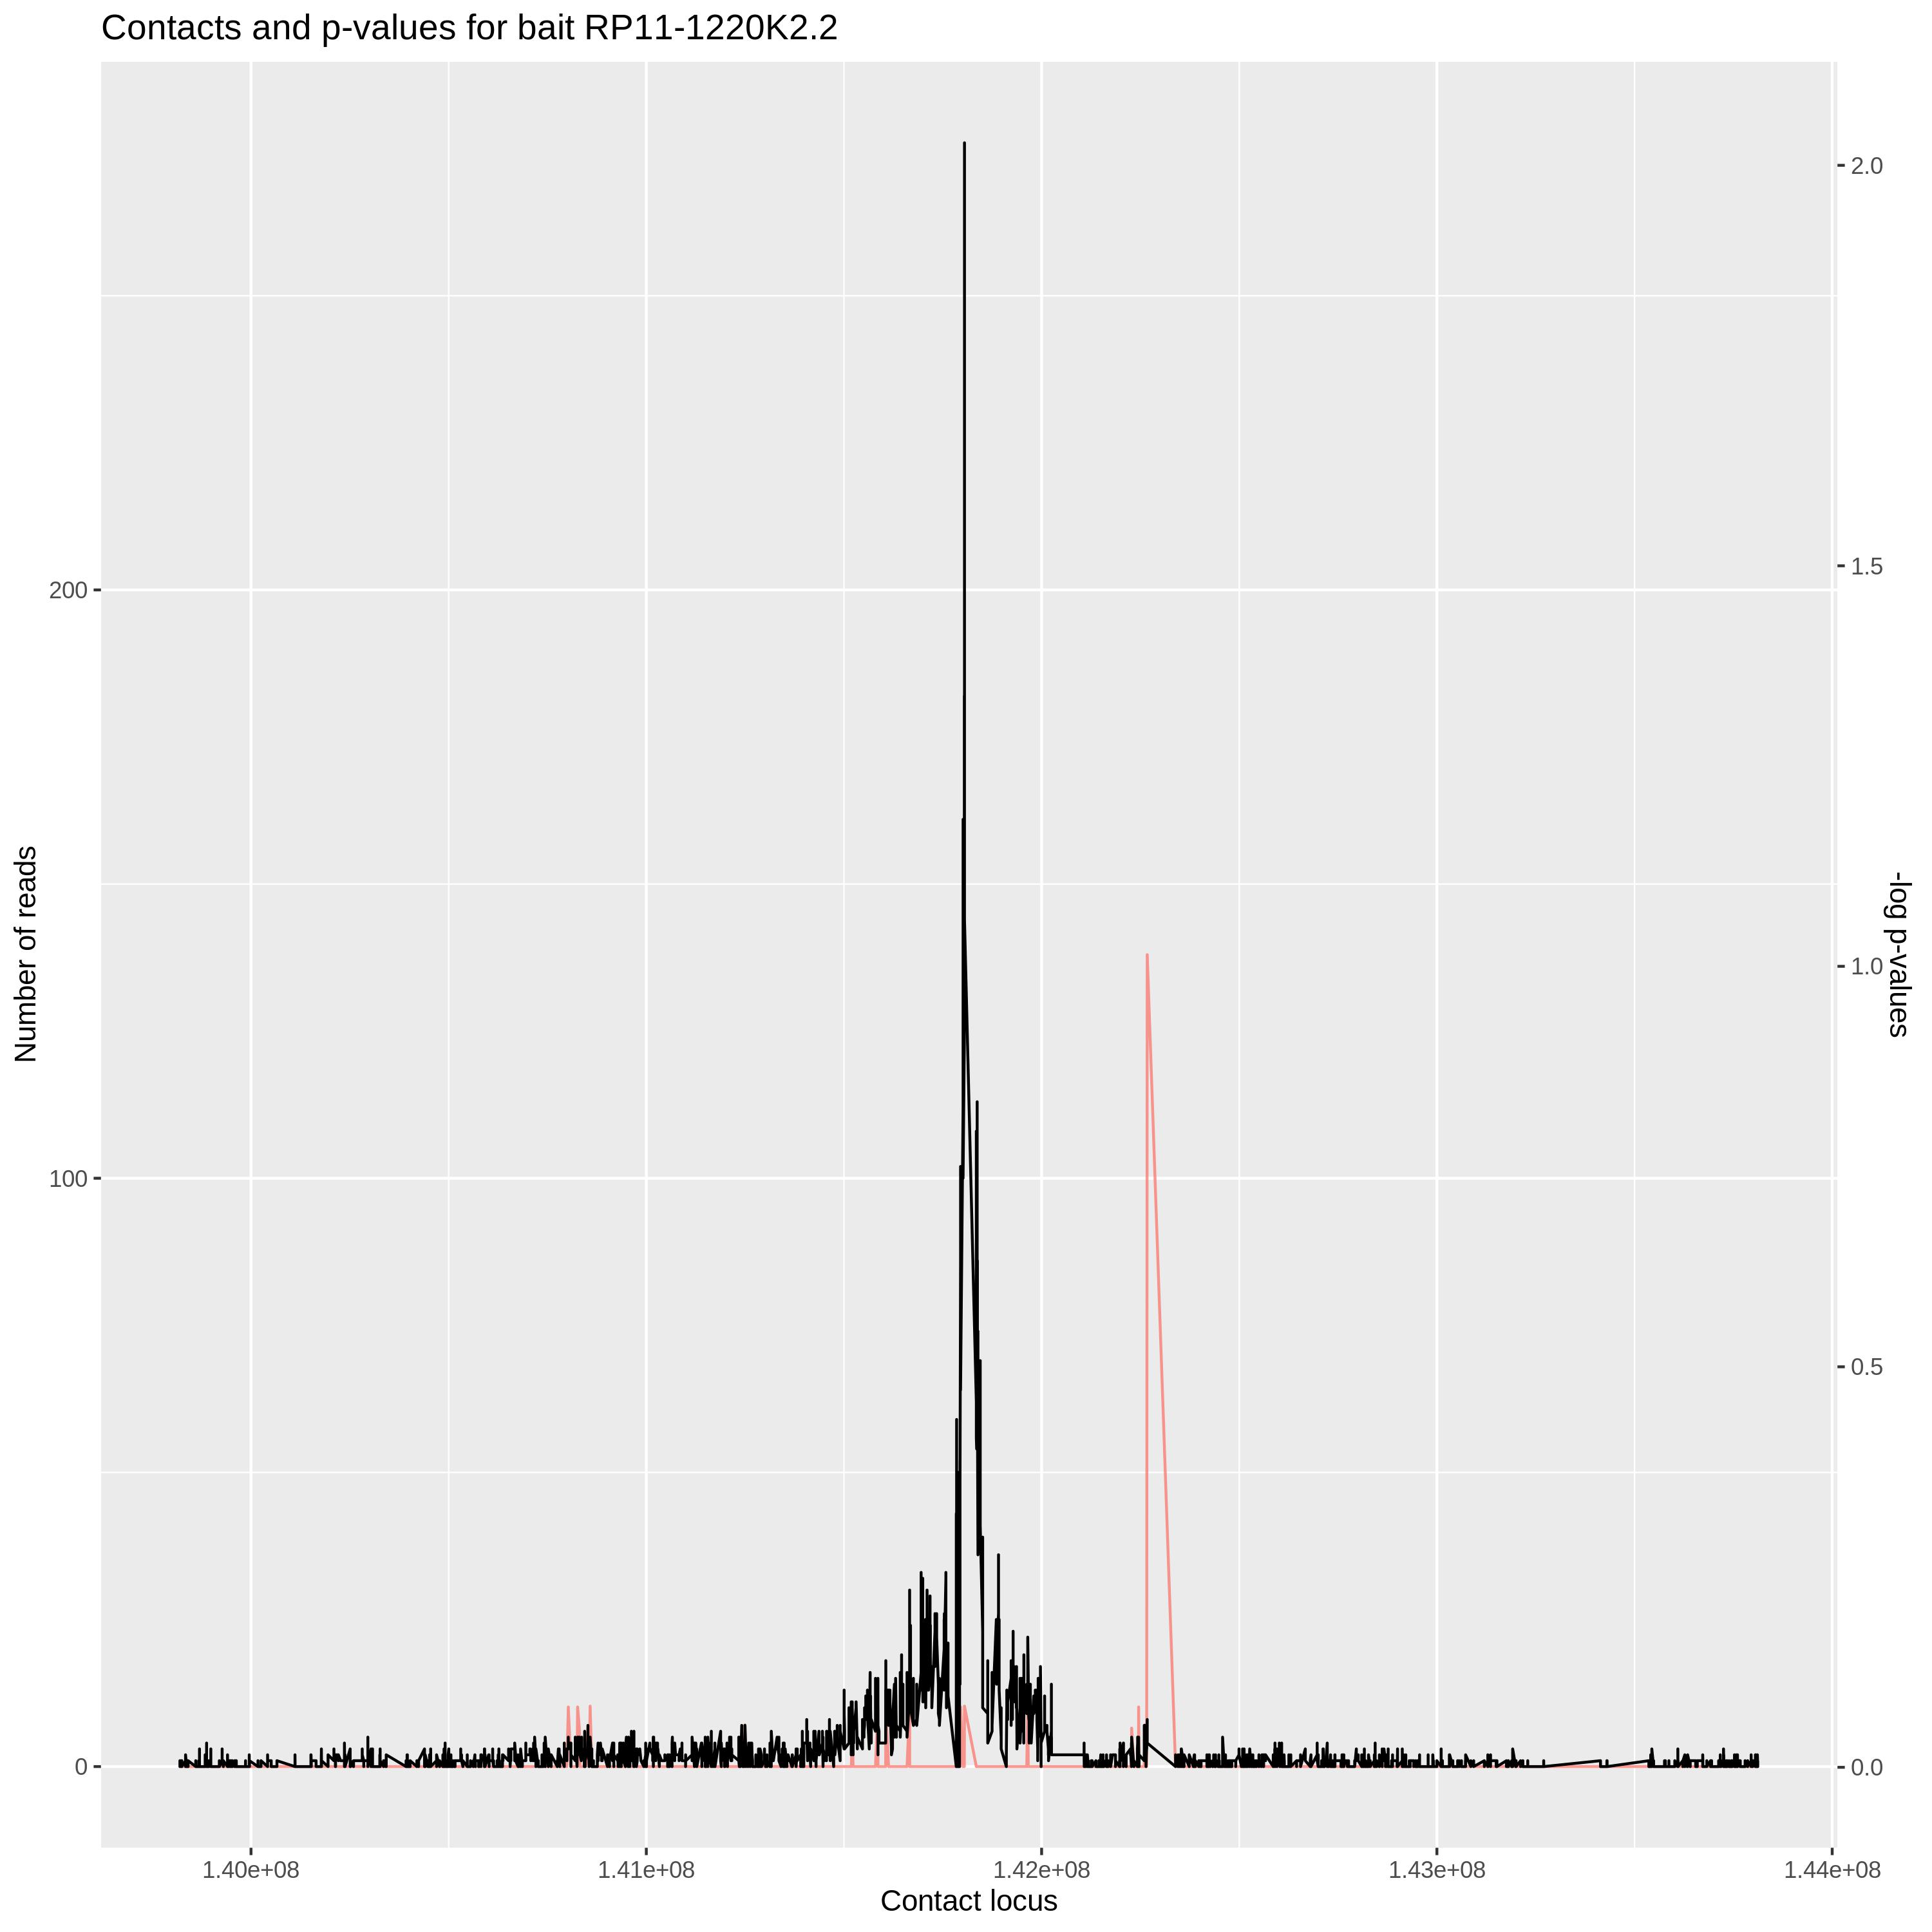 Contacts and p-values for bait RP11-1220K2.2
Number of reads
200
100
0
2.0
1.5
1.0
0.5
0.0
-log p-values
1.40e+08
1.41e+08
1.42e+08
1.43e+08
1.44e+08
Contact locus